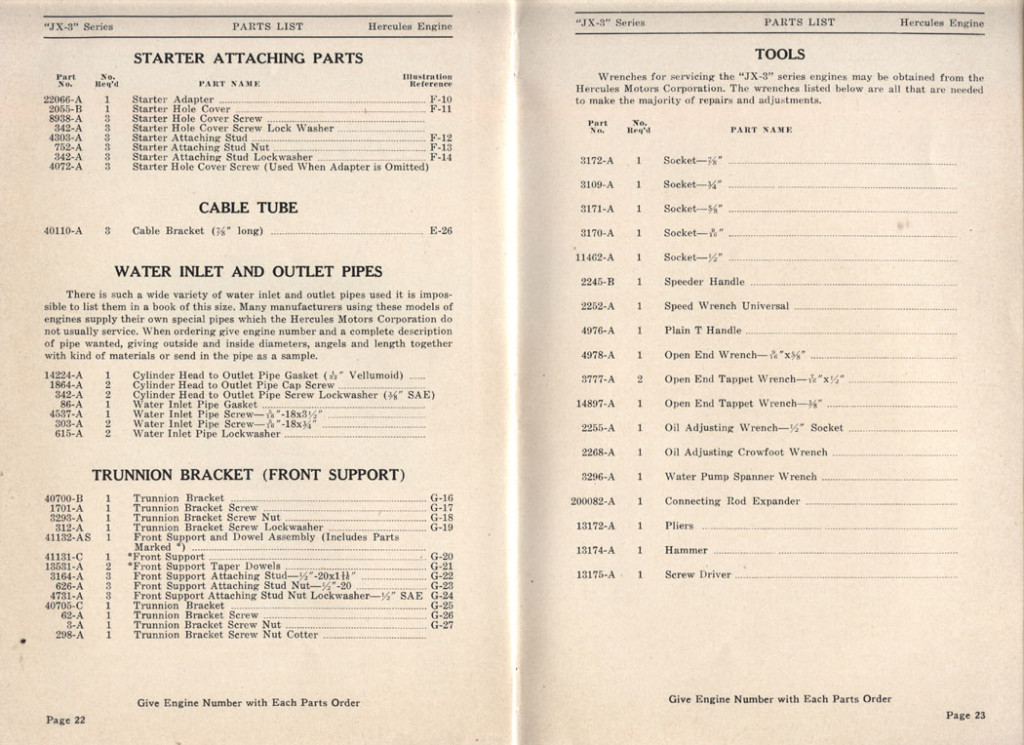 "JX-3" Series PARTS LIST Hercules Engine
STARTER ATTACHING PARTS
Part No. No. Req'd PART NAME Illustration Reference
22066-A 1 Starter Adapter F-10
2055-B 1 Starter Hole Cover F-11
8938-A 3 Starter Hole Cover Screw
342-A 3 Starter Hole Cover Screw Lock Washer
4303-A 3 Starter Attaching Stud F-12
752-A 3 Starter Attaching Stud Nut F-13
342-A 3 Starter Attaching Stud Lockwasher F-14
4072-A 3 Starter Hole Cover Screw (Used When Adapter is Omitted)
CABLE TUBE
40110-A 3 Cable Bracket (⅞" long) E-26
WATER INLET AND OUTLET PIPES
There is such a wide variety of water inlet and outlet pipes used it is impos-
sible to list them in a book of this size. Many manufacturers using these models of
engines supply their own special pipes which the Hercules Motors Corporation do
not usually service. When ordering give engine number and a complete description
of pipe wanted, giving outside and inside diameters, angels and length together
with kind of materials or send in the pipe as a sample.
14224-A 1 Cylinder Head to Outlet Pipe Gasket ( Vellumoid)
1864-A 2 Cylinder Head to Outlet Pipe Cap Screw
342-A 2 Cylinder Head to Outlet Pipe Screw Lockwasher (⅜" SAE)
86-A 1 Water Inlet Pipe Gasket
4537-A 1 Water Inlet Pipe Screw—5/16"-18x3½"
303-A 2 Water Inlet Pipe Screw—5/16"-18x¾"
615-A 2 Water Inlet Pipe Lockwasher
TRUNNION BRACKET (FRONT SUPPORT)
40700-B 1 Trunnion Bracket G-16
1701-A 1 Trunnion Bracket Screw G-17
3293-A 1 Trunnion Bracket Screw Nut G-18
312-A 1 Trunnion Bracket Screw Lockwasher G-19
41132-AS 1 Front Support and Dowel Assembly (Includes Parts
Marked *)
41131-C 1 *Front Support G-20
13531-A 2 *Front Support Taper Dowels G-21
3164-A 3 Front Support Attaching Stud—½"-20x1 G-22
626-A 3 Front Support Attaching Stud Nut—½"-20 G-23
4731-A 3 Front Support Attaching Stud Nut Lockwasher—½" SAE G-24
40705-C 1 Trunnion Bracket G-25
62-A 1 Trunnion Bracket Screw G-26
3-A 1 Trunnion Bracket Screw Nut G-27
298-A 1 Trunnion Bracket Screw Nut Cotter
Give Engine Number with Each Parts Order
Page 22
"JX-3" Series PARTS LIST Hercules Engine
TOOLS
Wrenches for servicing the "JX-3" series engines may be obtained from the
Hercules Motors Corporation. The wrenches listed below are all that are needed
to make the majority of repairs and adjustments.
Part No. No. Req'd PART NAME
3172-A 1 Socket—⅞"
3109-A 1 Socket—¾"
3171-A 1 Socket—⅝"
3170-A 1 Socket—9/16"
11462-A 1 Socket—½"
2245-B 1 Speeder Handle
2252-A 1 Speed Wrench Universal
4976-A 1 Plain T Handle
4978-A 1 Open End Wrench—9/16"x⅝"
3777-A 2 Open End Tappet Wrench—9/16"x½"
14897-A 1 Open End Tappet Wrench—⅜"
2255-A 1 Oil Adjusting Wrench—½" Socket
2268-A 1 Oil Adjusting Crowfoot Wrench
3296-A 1 Water Pump Spanner Wrench
200082-A 1 Connecting Rod Expander
13172-A 1 Pliers
13174-A 1 Hammer
13175-A 1 Screw Driver
Give Engine Number with Each Parts Order
Page 23